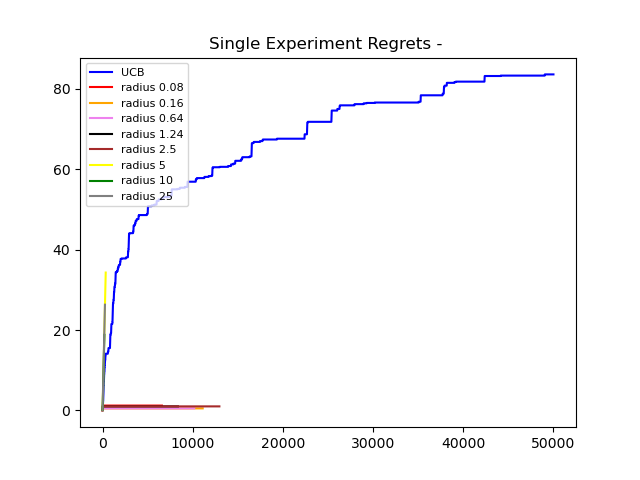 Single Experiment Regrets -
UCB
radius 0.08
radius 0.16
radius 0.64
radius 1.24
radius 2.5
radius 5
radius 10
radius 25
80
60
40
20
0
0 10000 20000 30000 40000 50000